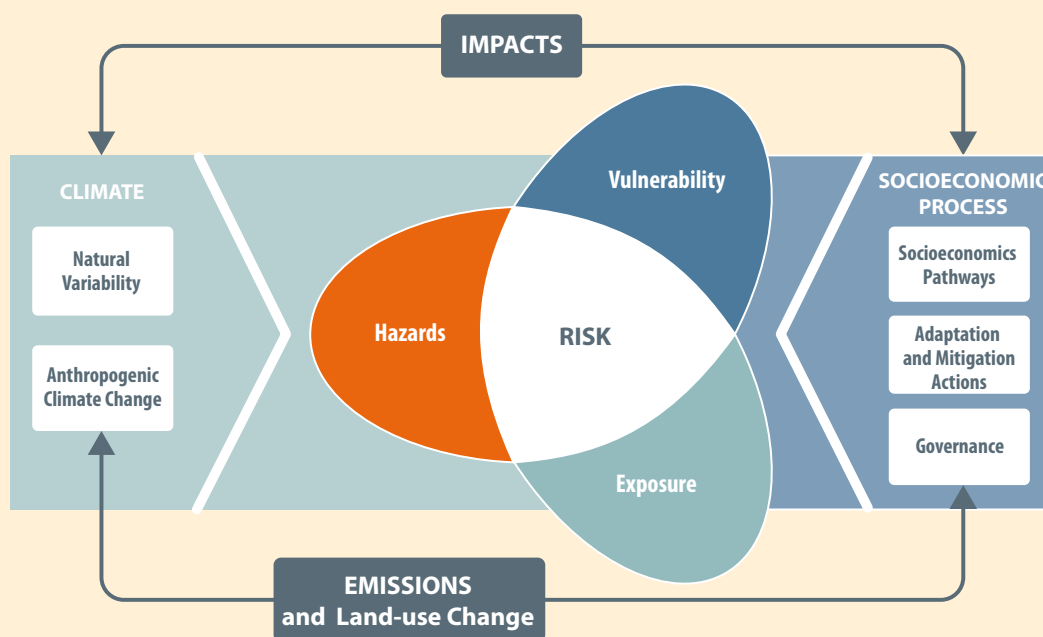 IMPACTS
CLIMATE
Natural
Variability
Anthropogenic
Climate Change
Vulnerability
Hazards
RISK
Exposure
SOCIOECONOMIC
PROCESS
Socioeconomics
Pathways
Adaptation
and Mitigation
Actions
Governance
EMISSIONS
and Land-use Change